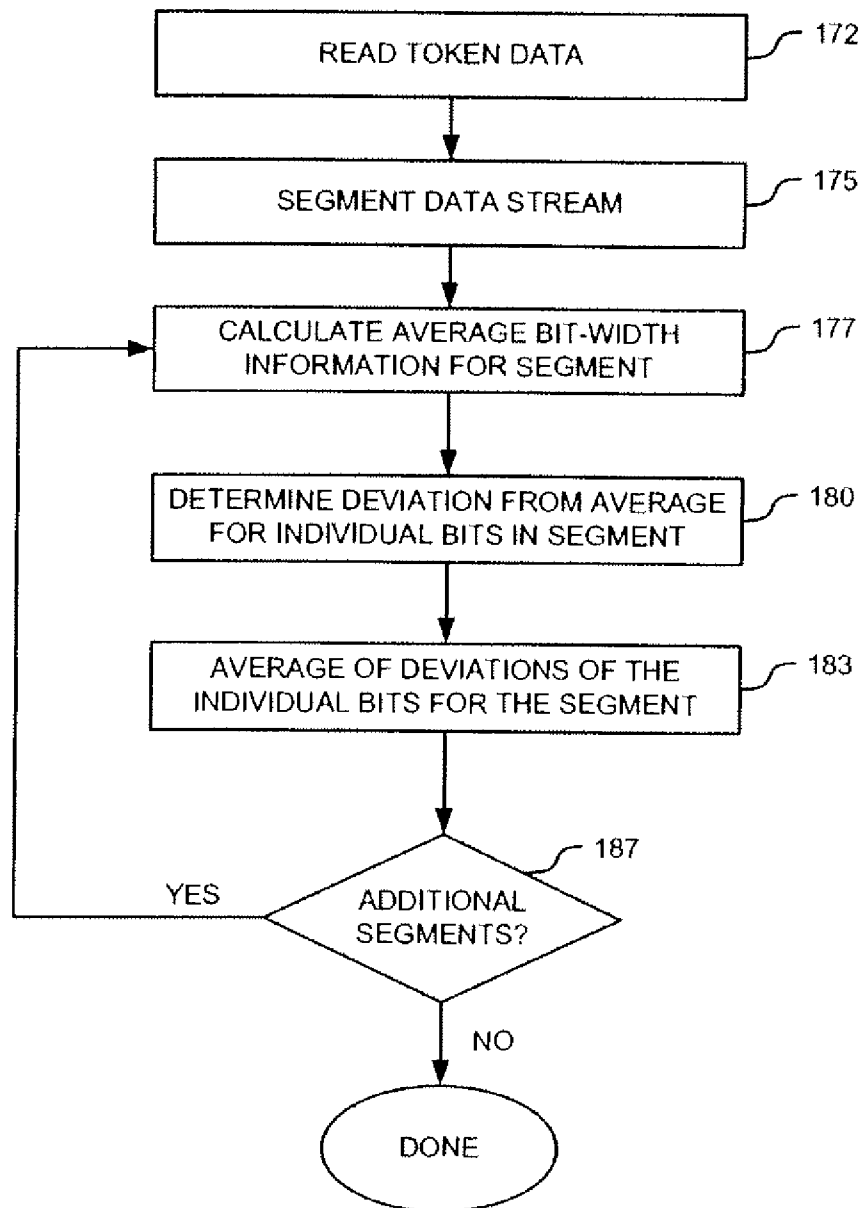 READ TOKEN DATA
172
SEGMENT DATA STREAM
175
CALCULATE AVERAGE BIT-WIDTH
INFORMATION FOR SEGMENT
177
DETERMINE DEVIATION FROM AVERAGE
FOR INDIVIDUAL BITS IN SEGMENT
180
AVERAGE OF DEVIATIONS OF THE
INDIVIDUAL BITS FOR THE SEGMENT
183
187
YES
ADDITIONAL
SEGMENTS?
NO
DONE